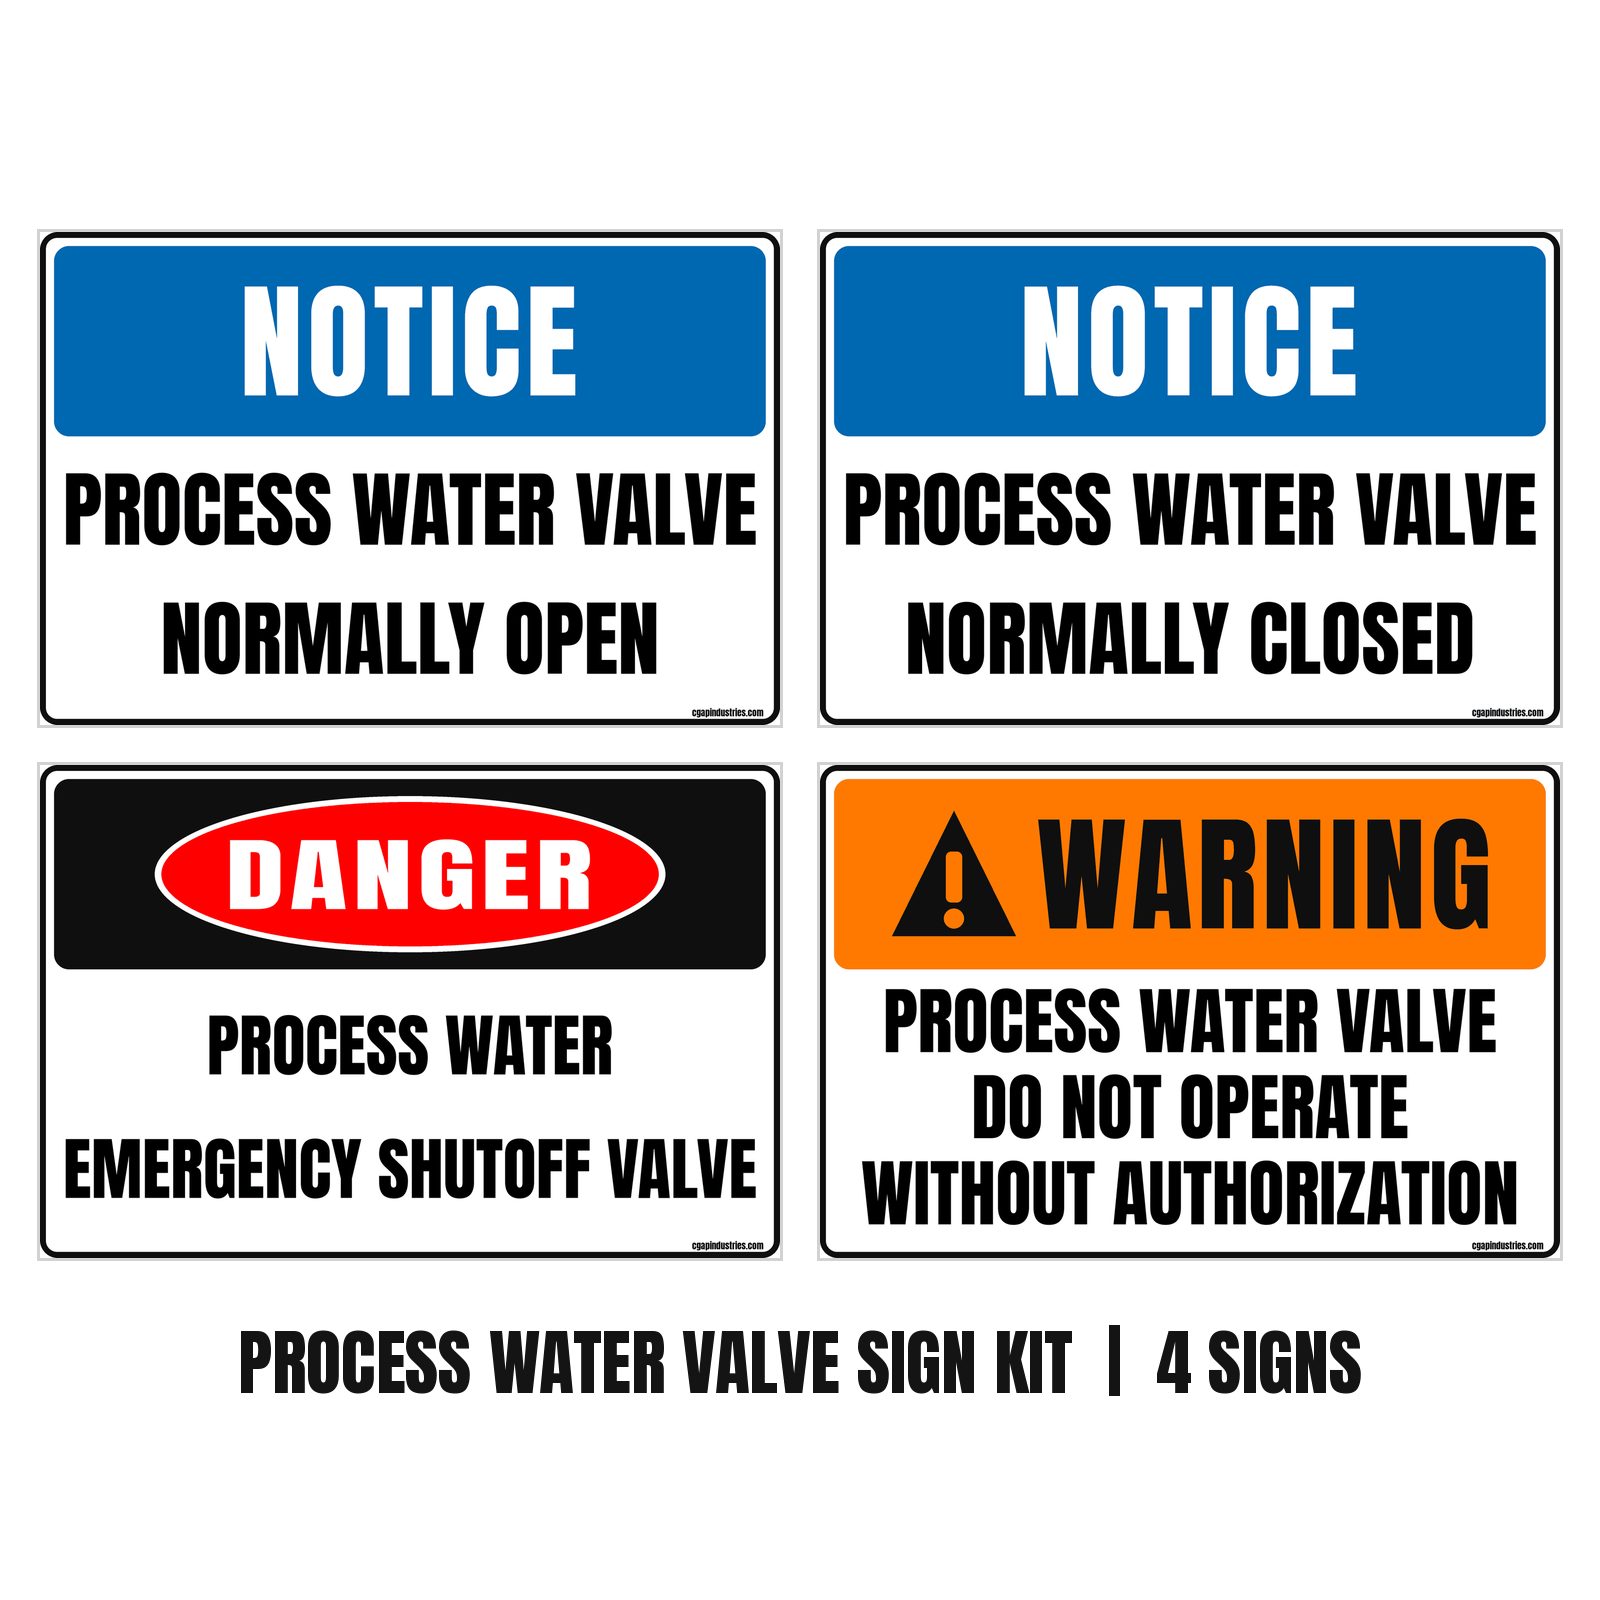 NOTICE
PROCESS WATER VALVE
NORMALLY OPEN
cgapindustries.com
NOTICE
PROCESS WATER VALVE
NORMALLY CLOSED
cgapindustries.com
DANGER
PROCESS WATER
EMERGENCY SHUTOFF VALVE
cgapindustries.com
WARNING
PROCESS WATER VALVE
DO NOT OPERATE
WITHOUT AUTHORIZATION
cgapindustries.com
PROCESS WATER VALVE SIGN KIT | 4 SIGNS